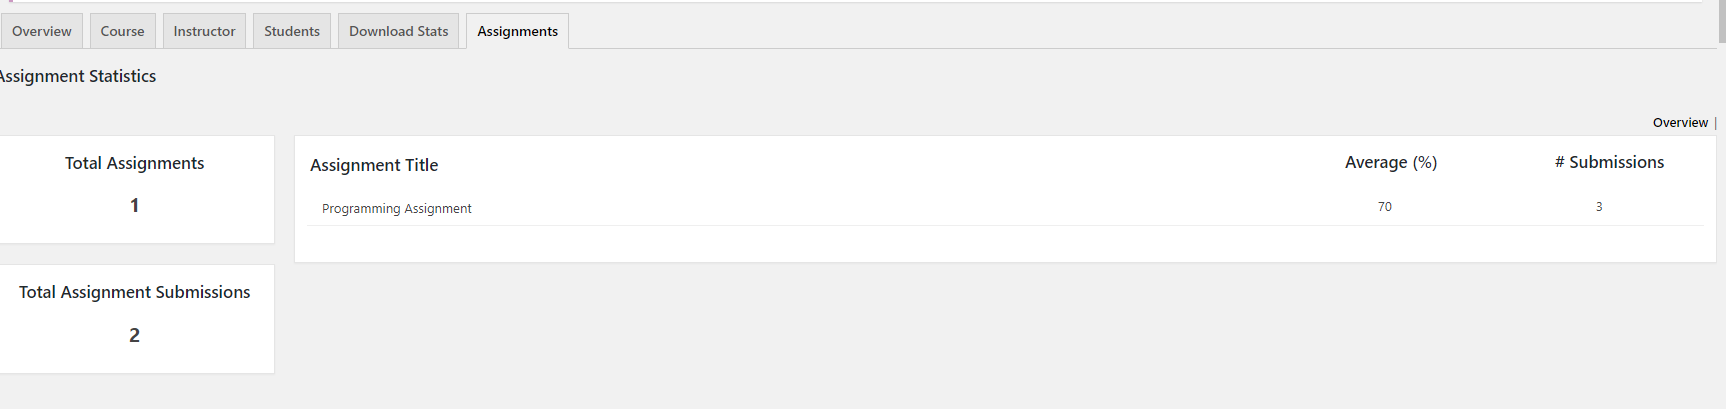 Overview Course Instructor Students Download Stats Assignments
Assignment Statistics
Overview |
Total Assignments
1
Total Assignment Submissions
2
Assignment Title Average (%) # Submissions
Programming Assignment 70 3